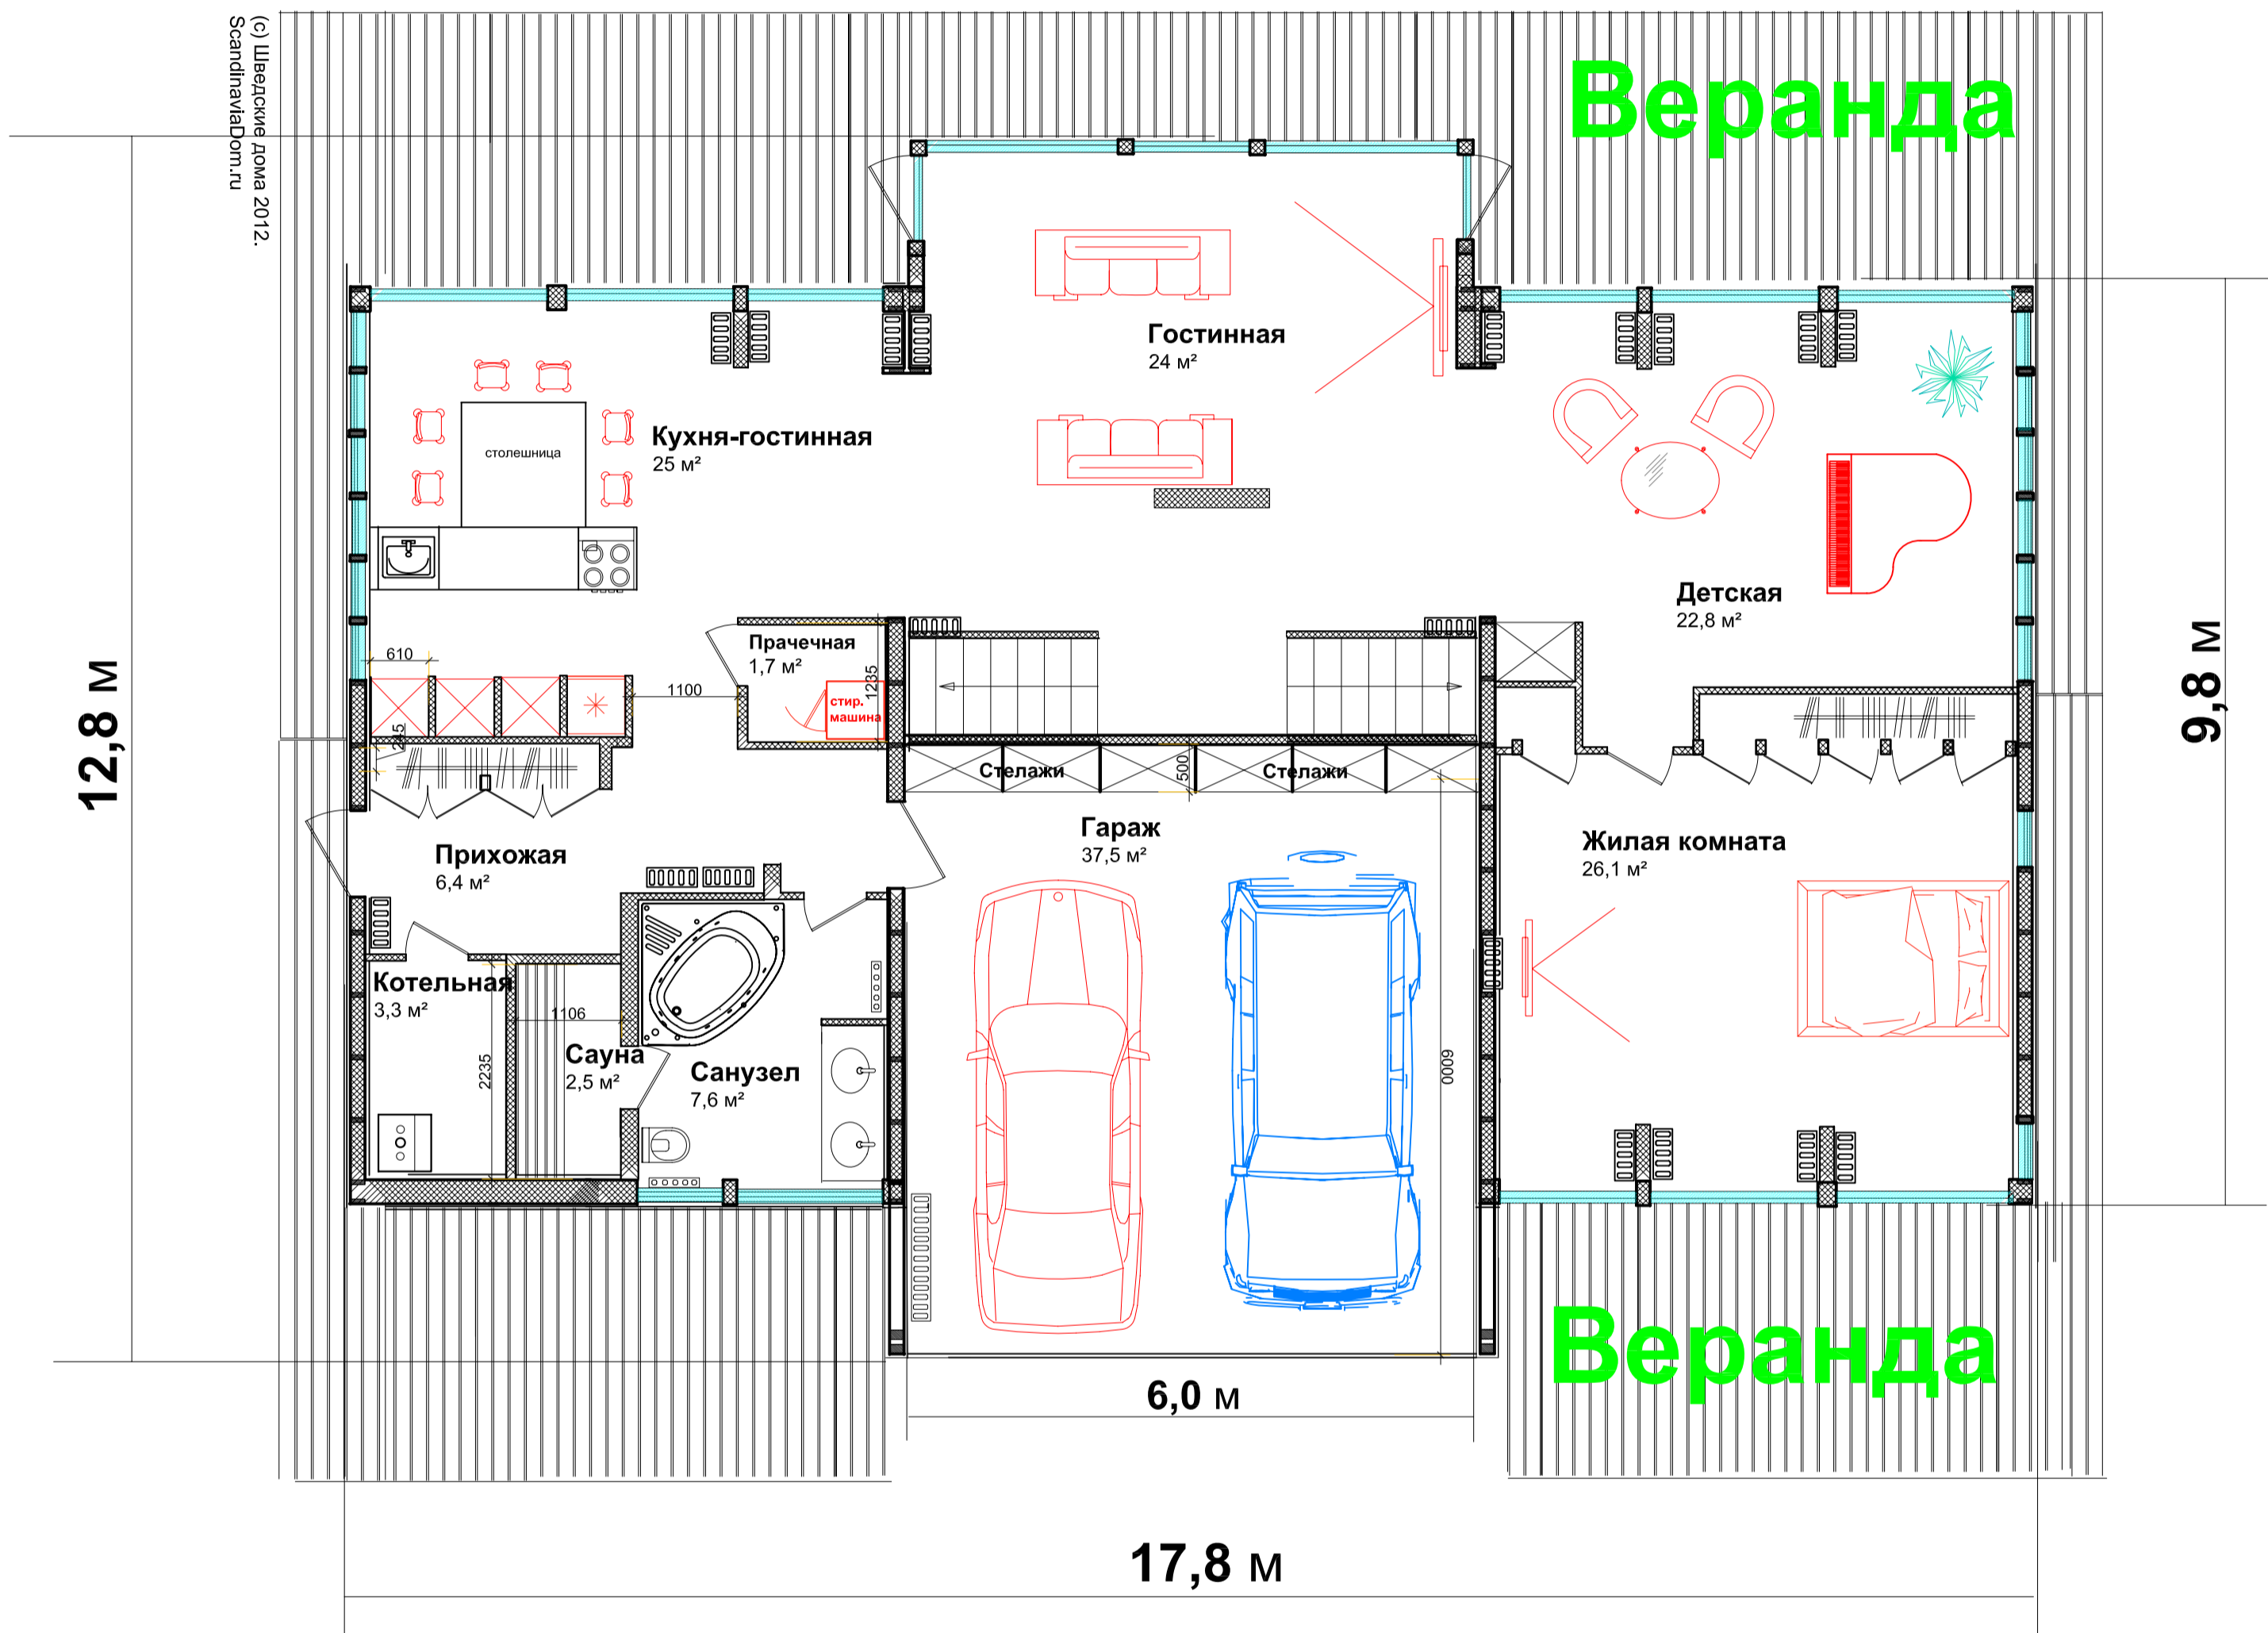 (c) Шведские дома 2012.
ScandinaviaDom.ru
Веранда
Гостинная
24 м²
Кухня-гостинная
25 м²
столешница
Детская
22,8 м²
Прачечная
1,7 м²
1235
стир.
машина
610
1100
245
12,8 м
9,8 м
Стелажи
500
Стелажи
Гараж
37,5 м²
Жилая комната
26,1 м²
Прихожая
6,4 м²
Котельная
3,3 м²
1106
2235
Сауна
2,5 м²
Санузел
7,6 м²
6000
Веранда
6,0 м
17,8 м